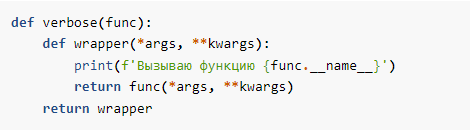 def verbose(func):
    def wrapper(*args, **kwargs):
        print(f'Вызываю функцию {func.__name__}')
        return func(*args, **kwargs)
    return wrapper